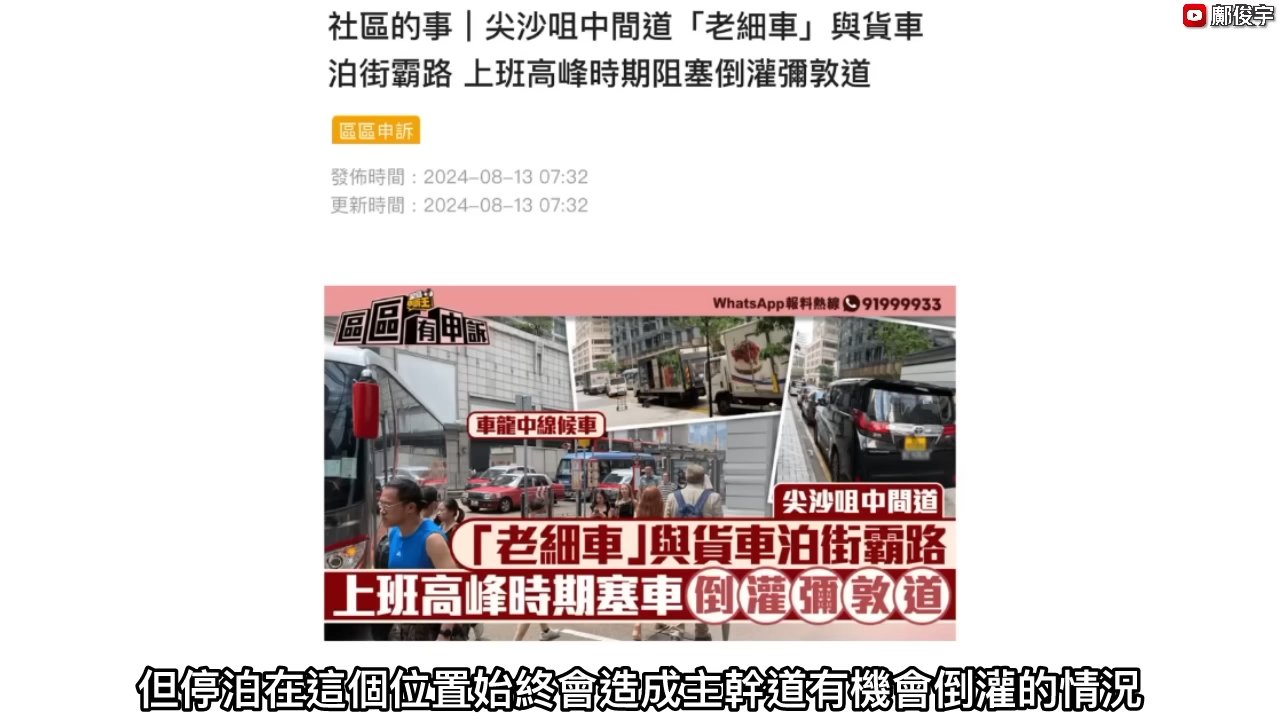 鄺俊宇
社區的事｜尖沙咀中間道「老細車」與貨車
泊街霸路 上班高峰時期阻塞倒灌彌敦道
區區申訴
發佈時間：2024-08-13 07:32
更新時間：2024-08-13 07:32
區區有申訴
WhatsApp報料熱線 91999933
車龍中線候車
尖沙咀中間道
「老細車」與貨車泊街霸路
上班高峰時期塞車倒灌彌敦道
但停泊在這個位置始終會造成主幹道有機會倒灌的情況